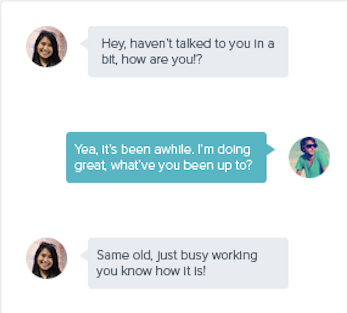 Hey, haven't talked to you in a
bit, how are you!?
Yea, it's been awhile. I'm doing
great, what've you been up to?
Same old, just busy working
you know how it is!